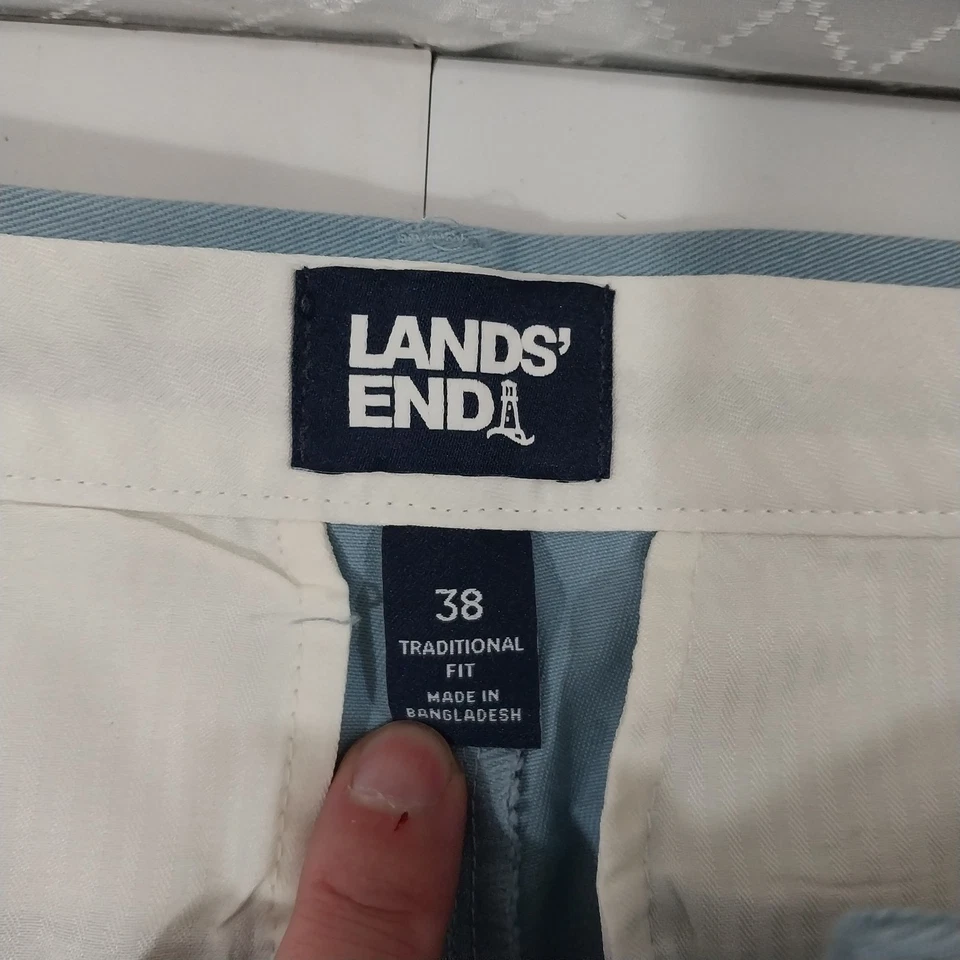 LANDS'
END
38
TRADITIONAL
FIT
MADE IN
BANGLADESH